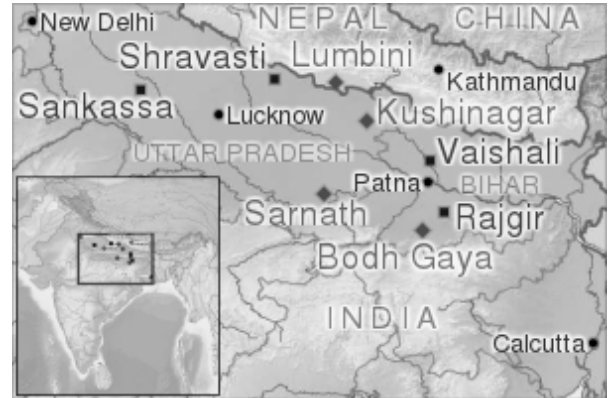 NEPAL
CHINA
New Delhi
Shravasti
Lumbini
Kathmandu
Sankassa
Lucknow
Kushinagar
UTTAR PRADESH
Vaishali
Patna
BIHAR
Sarnath
Rajgir
Bodh Gaya
INDIA
Calcutta